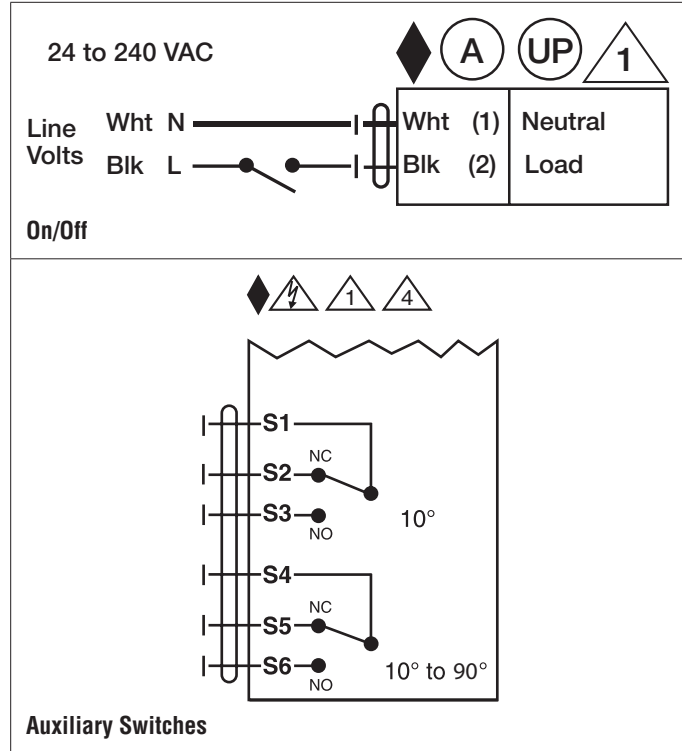 24 to 240 VAC
A UP 1
Line Volts
Wht N
Wht (1) Neutral
Blk L
Blk (2) Load
On/Off
1 4
S1
NC
S2
S3 10°
NO
S4
NC
S5
S6 10° to 90°
NO
Auxiliary Switches